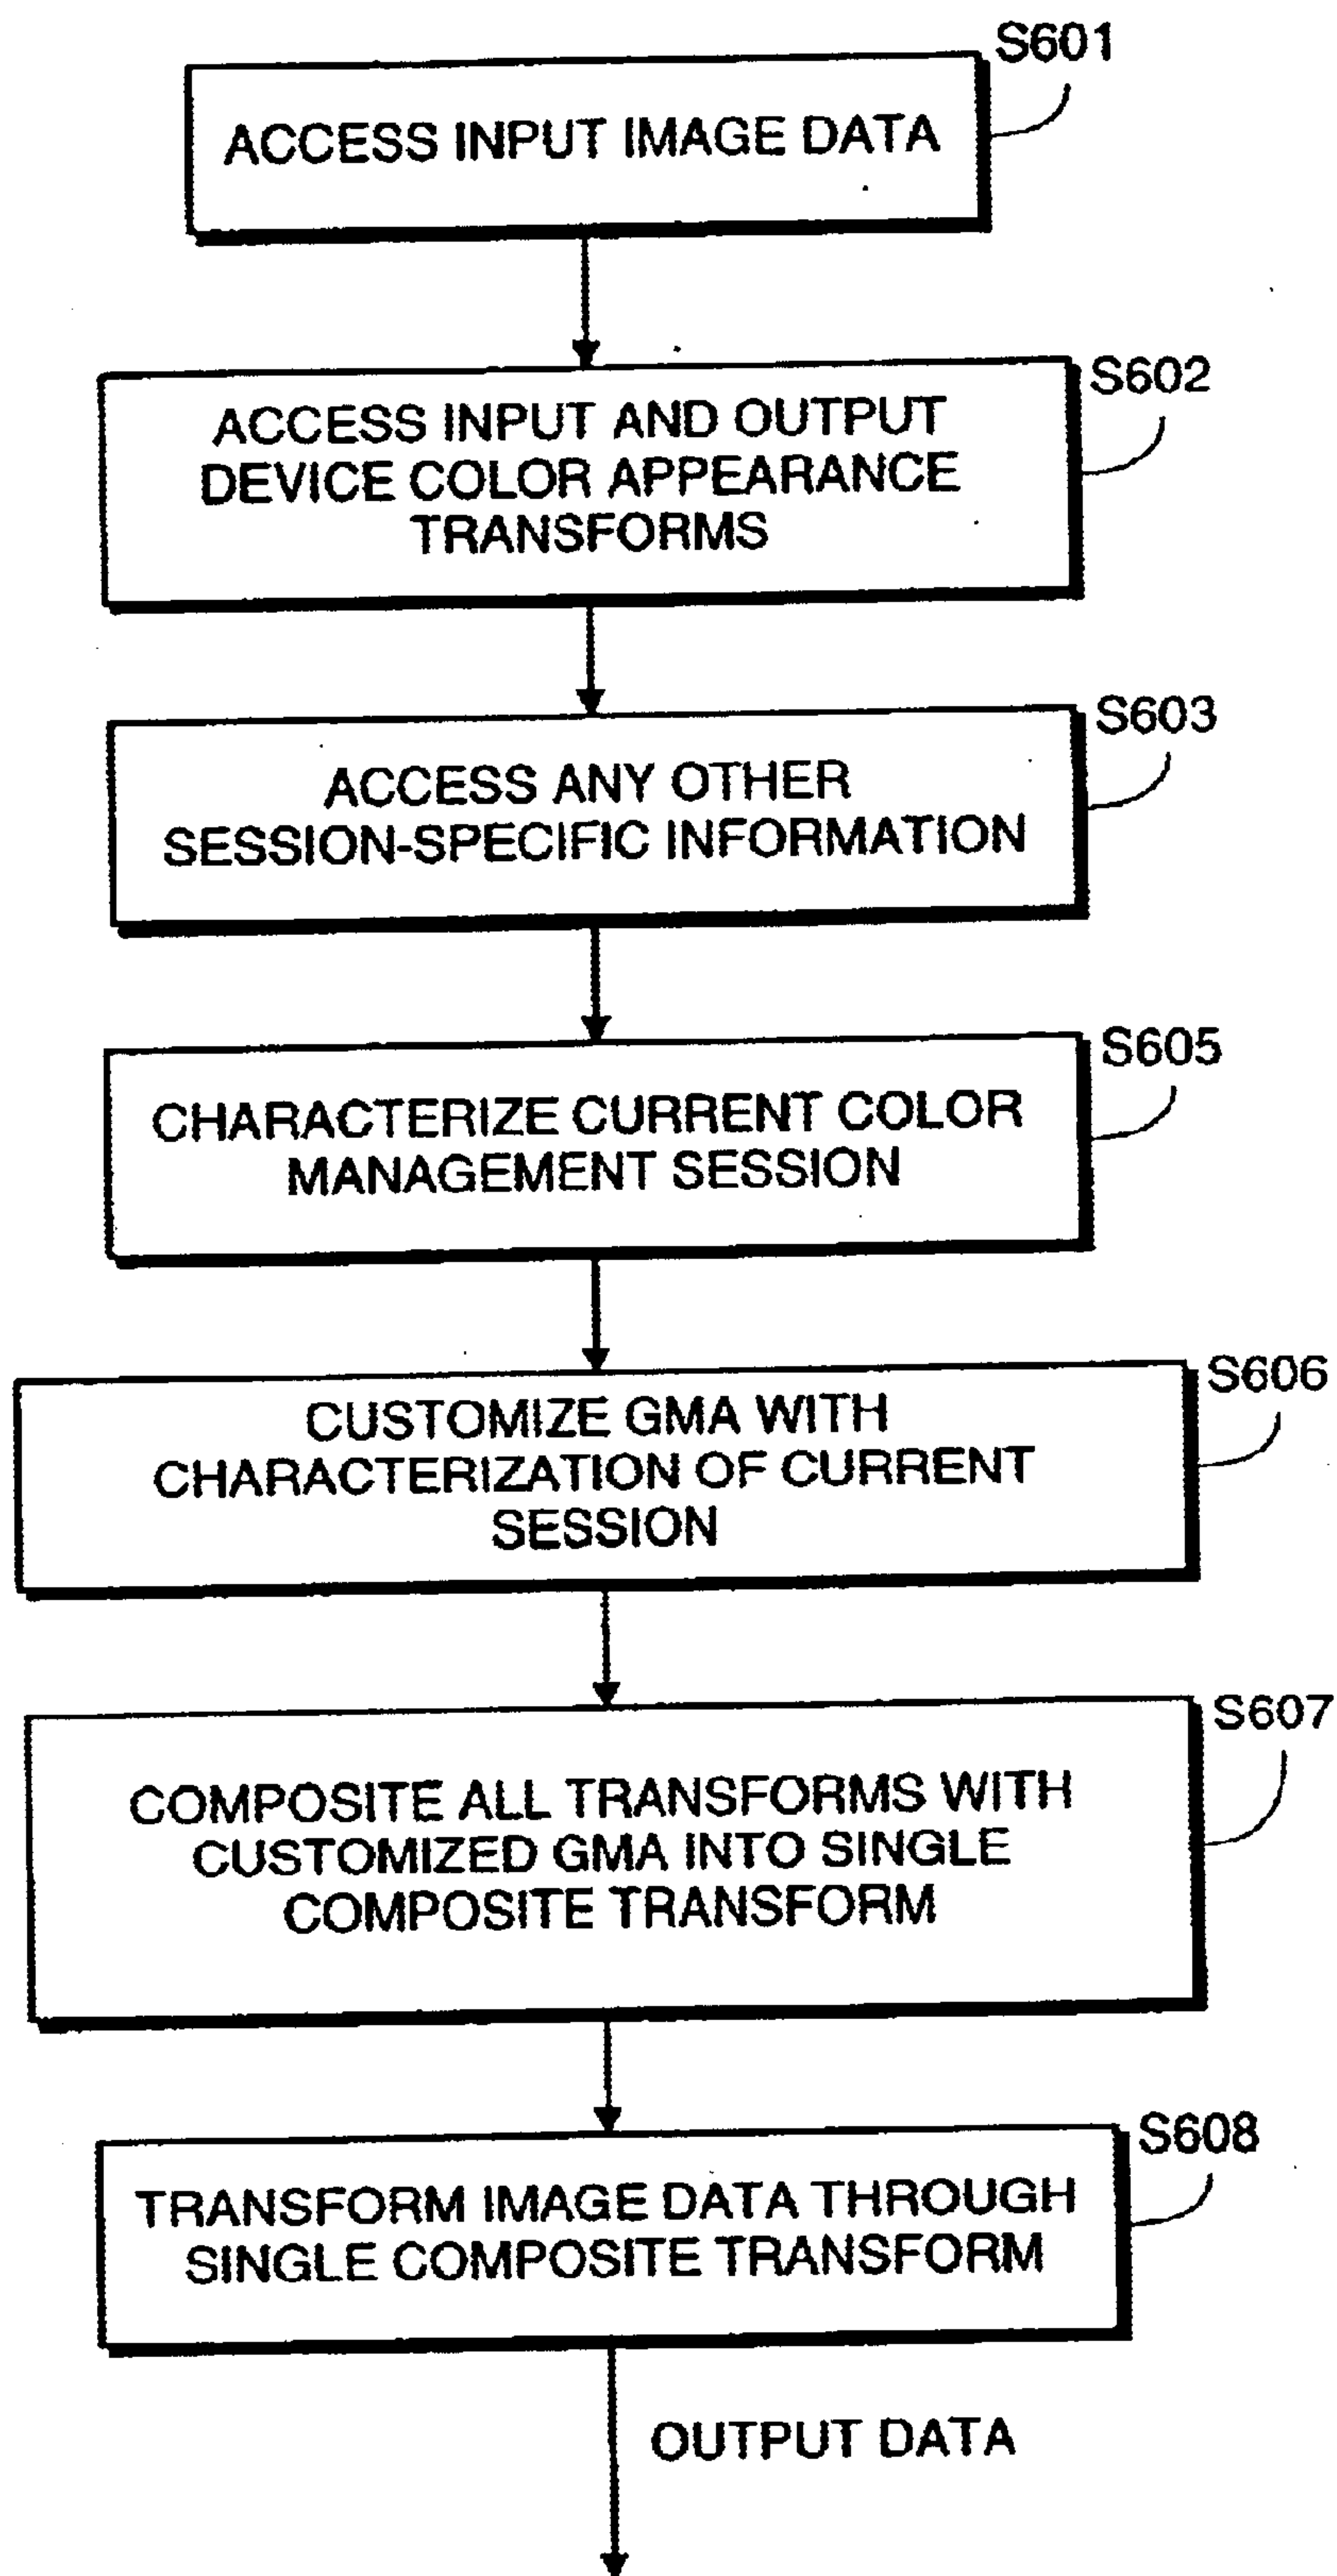 S601
ACCESS INPUT IMAGE DATA
S602
ACCESS INPUT AND OUTPUT
DEVICE COLOR APPEARANCE
TRANSFORMS
S603
ACCESS ANY OTHER
SESSION-SPECIFIC INFORMATION
S605
CHARACTERIZE CURRENT COLOR
MANAGEMENT SESSION
S606
CUSTOMIZE GMA WITH
CHARACTERIZATION OF CURRENT
SESSION
S607
COMPOSITE ALL TRANSFORMS WITH
CUSTOMIZED GMA INTO SINGLE
COMPOSITE TRANSFORM
S608
TRANSFORM IMAGE DATA THROUGH
SINGLE COMPOSITE TRANSFORM
OUTPUT DATA